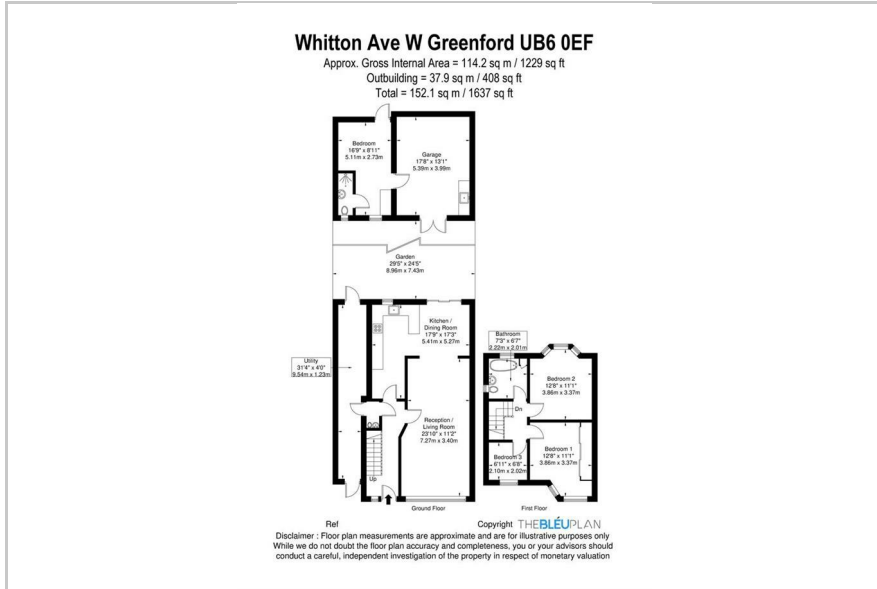 Whitton Ave W Greenford UB6 0EF
Approx. Gross Internal Area = 114.2 sq m / 1229 sq ft
Outbuilding = 37.9 sq m / 408 sq ft
Total = 152.1 sq m / 1637 sq ft
Bedroom
16'9" x 8'11"
5.11m x 2.73m
Garage
17'8" x 13'1"
5.39m x 3.99m
Garden
29'5" x 24'5"
8.96m x 7.43m
Kitchen /
Dining Room
17'9" x 17'3"
5.41m x 5.27m
Utility
31'4" x 4'0"
9.54m x 1.23m
Reception /
Living Room
23'10" x 11'2"
7.27m x 3.40m
Up
Ground Floor
Bathroom
7'3" x 6'7"
2.22m x 2.01m
Bedroom 2
12'8" x 11'1"
3.86m x 3.37m
Dn
Bedroom 3
6'11" x 6'8"
2.10m x 2.02m
Bedroom 1
12'8" x 11'1"
3.86m x 3.37m
First Floor
Ref
Copyright THEBLÉUPLAN
Disclaimer : Floor plan measurements are approximate and are for illustrative purposes only
While we do not doubt the floor plan accuracy and completeness, you or your advisors should
conduct a careful, independent investigation of the property in respect of monetary valuation